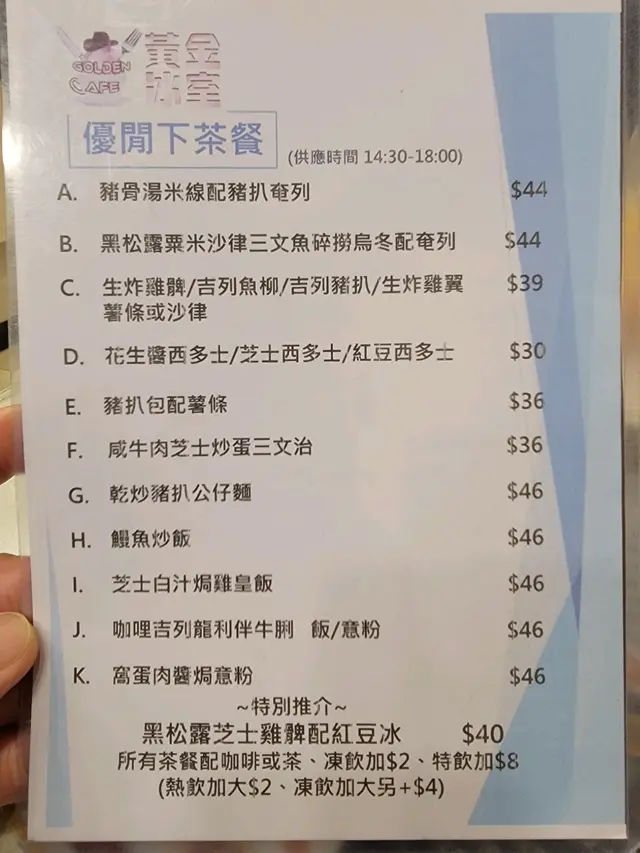 GOLDEN CAFE
黃金冰室
優閒下茶餐
(供應時間 14:30-18:00)
A. 豬骨湯米線配豬扒奄列 $44
B. 黑松露粟米沙律三文魚碎撈烏冬配奄列 $44
C. 生炸雞髀/吉列魚柳/吉列豬扒/生炸雞翼 $39
薯條或沙律
D. 花生醬西多士/芝士西多士/紅豆西多士 $30
E. 豬扒包配薯條 $36
F. 咸牛肉芝士炒蛋三文治 $36
G. 乾炒豬扒公仔麵 $46
H. 鰻魚炒飯 $46
I. 芝士白汁焗雞皇飯 $46
J. 咖哩吉列龍利伴牛脷 飯/意粉 $46
K. 窩蛋肉醬焗意粉 $46
~特別推介~
黑松露芝士雞髀配紅豆冰 $40
所有茶餐配咖啡或茶、凍飲加$2、特飲加$8
(熱飲加大$2、凍飲加大另+$4)